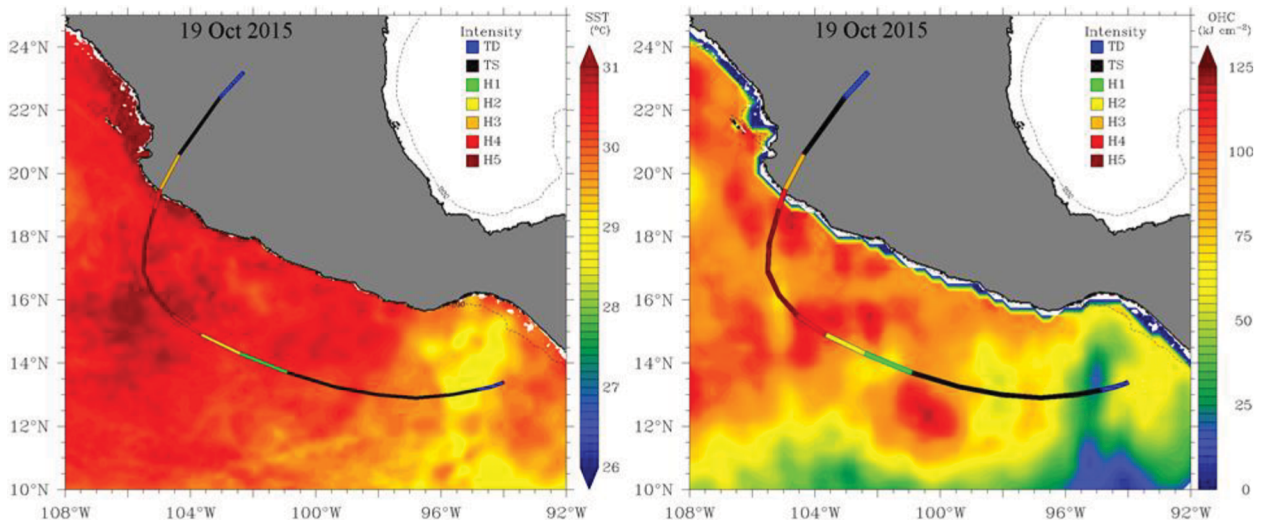 19 Oct 2015
Intensity
TD
TS
H1
H2
H3
H4
H5
24°N
22°N
20°N
18°N
16°N
14°N
12°N
10°N
108°W
104°W
100°W
96°W
92°W
SST
(°C)
31
30
29
28
27
26
19 Oct 2015
Intensity
TD
TS
H1
H2
H3
H4
H5
24°N
22°N
20°N
18°N
16°N
14°N
12°N
10°N
108°W
104°W
100°W
96°W
92°W
OHC
(kJ cm⁻²)
125
100
75
50
25
0